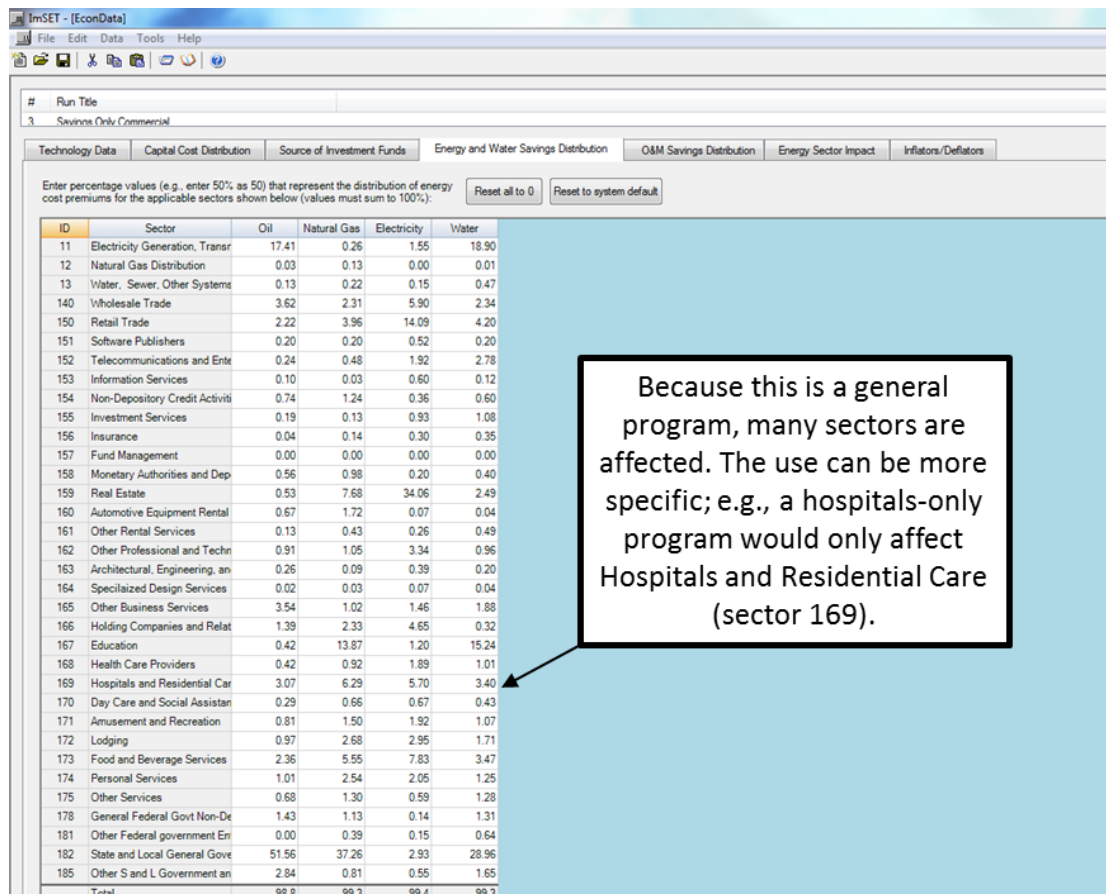 ImSET - [EconData]
File Edit Data Tools Help
# Run Title
3 Savings Only Commercial
Technology Data Capital Cost Distribution Source of Investment Funds Energy and Water Savings Distribution O&M Savings Distribution Energy Sector Impact Inflators/Deflators
Enter percentage values (e.g., enter 50% as 50) that represent the distribution of energy
cost premiums for the applicable sectors shown below (values must sum to 100%):
Reset all to 0 Reset to system default
ID Sector Oil Natural Gas Electricity Water
11 Electricity Generation, Transr 17.41 0.26 1.55 18.90
12 Natural Gas Distribution 0.03 0.13 0.00 0.01
13 Water, Sewer, Other Systems 0.13 0.22 0.15 0.47
140 Wholesale Trade 3.62 2.31 5.90 2.34
150 Retail Trade 2.22 3.96 14.09 4.20
151 Software Publishers 0.20 0.20 0.52 0.20
152 Telecommunications and Ente 0.24 0.48 1.92 2.78
153 Information Services 0.10 0.03 0.60 0.12
154 Non-Depository Credit Activiti 0.74 1.24 0.36 0.60
155 Investment Services 0.19 0.13 0.93 1.08
156 Insurance 0.04 0.14 0.30 0.35
157 Fund Management 0.00 0.00 0.00 0.00
158 Monetary Authorities and Dep 0.56 0.98 0.20 0.40
159 Real Estate 0.53 7.68 34.06 2.49
160 Automotive Equipment Rental 0.67 1.72 0.07 0.04
161 Other Rental Services 0.13 0.43 0.26 0.49
162 Other Professional and Techn 0.91 1.05 3.34 0.96
163 Architectural, Engineering, an 0.26 0.09 0.39 0.20
164 Specilaized Design Services 0.02 0.03 0.07 0.04
165 Other Business Services 3.54 1.02 1.46 1.88
166 Holding Companies and Relat 1.39 2.33 4.65 0.32
167 Education 0.42 13.87 1.20 15.24
168 Health Care Providers 0.42 0.92 1.89 1.01
169 Hospitals and Residential Car 3.07 6.29 5.70 3.40
170 Day Care and Social Assistan 0.29 0.66 0.67 0.43
171 Amusement and Recreation 0.81 1.50 1.92 1.07
172 Lodging 0.97 2.68 2.95 1.71
173 Food and Beverage Services 2.36 5.55 7.83 3.47
174 Personal Services 1.01 2.54 2.05 1.25
175 Other Services 0.68 1.30 0.59 1.28
178 General Federal Govt Non-De 1.43 1.13 0.14 1.31
181 Other Federal government En 0.00 0.39 0.15 0.64
182 State and Local General Gove 51.56 37.26 2.93 28.96
185 Other S and L Government an 2.84 0.81 0.55 1.65
Total 98.8 99.3 99.4 99.3
Because this is a general
program, many sectors are
affected. The use can be more
specific; e.g., a hospitals-only
program would only affect
Hospitals and Residential Care
(sector 169).